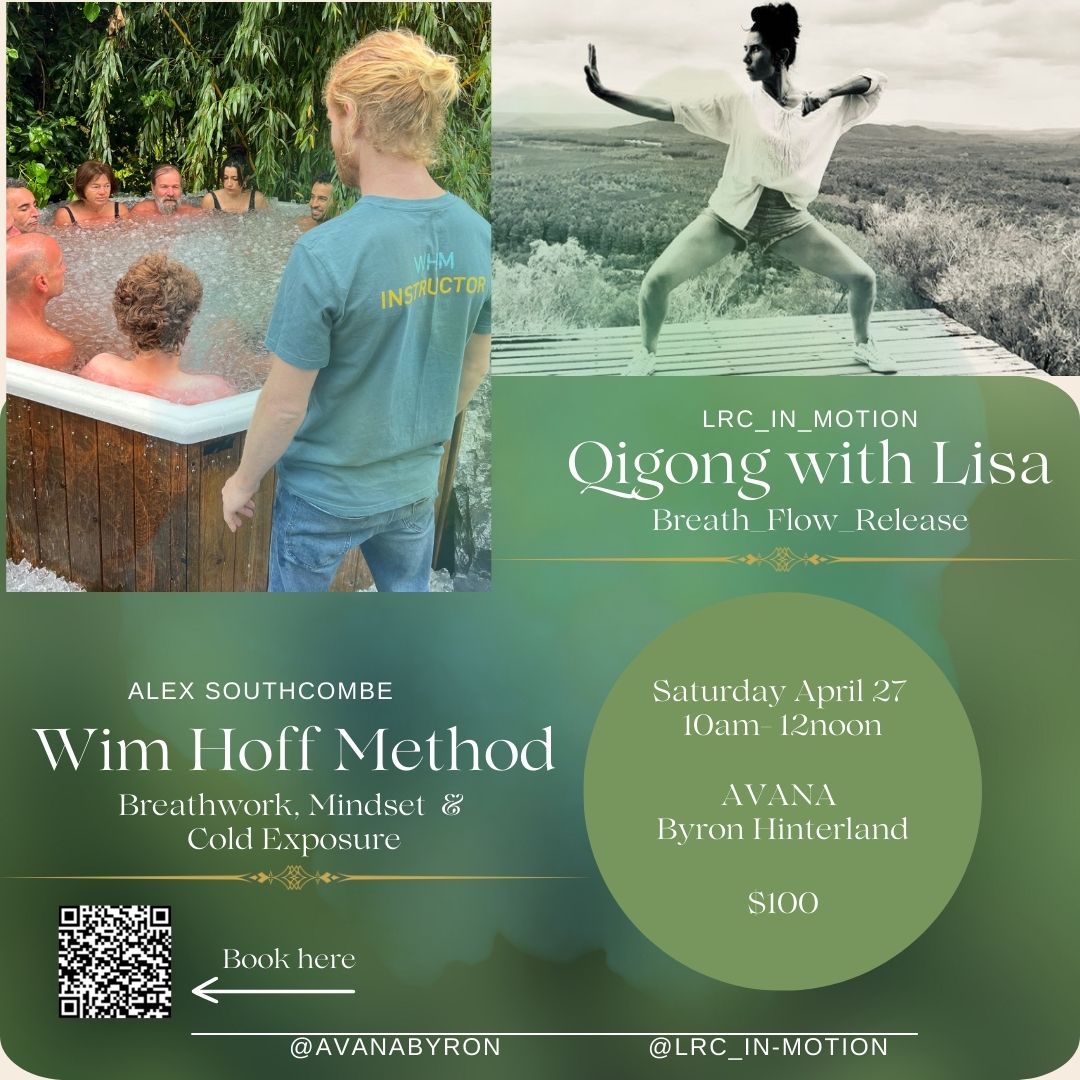 WHM
INSTRUCTOR
LRC_IN_MOTION
Qigong with Lisa
Breath_Flow_Release
ALEX SOUTHCOMBE
Wim Hoff Method
Breathwork, Mindset &
Cold Exposure
Saturday April 27
10am- 12noon
AVANA
Byron Hinterland
$100
Book here
@AVANABYRON
@LRC_IN-MOTION